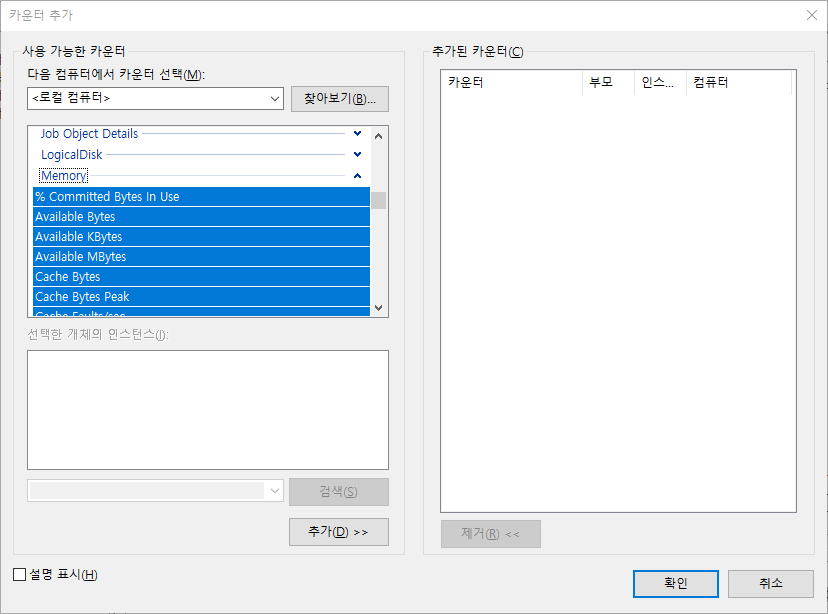 카운터 추가
사용 가능한 카운터
다음 컴퓨터에서 카운터 선택(M):
<로컬 컴퓨터>
찾아보기(B)...
Job Object Details
LogicalDisk
Memory
% Committed Bytes In Use
Available Bytes
Available KBytes
Available MBytes
Cache Bytes
Cache Bytes Peak
Cache Faults/sec
선택한 개체의 인스턴스(I):
검색(S)
추가(D) >>
설명 표시(H)
추가된 카운터(C)
카운터 부모 인스... 컴퓨터
제거(R) <<
확인
취소